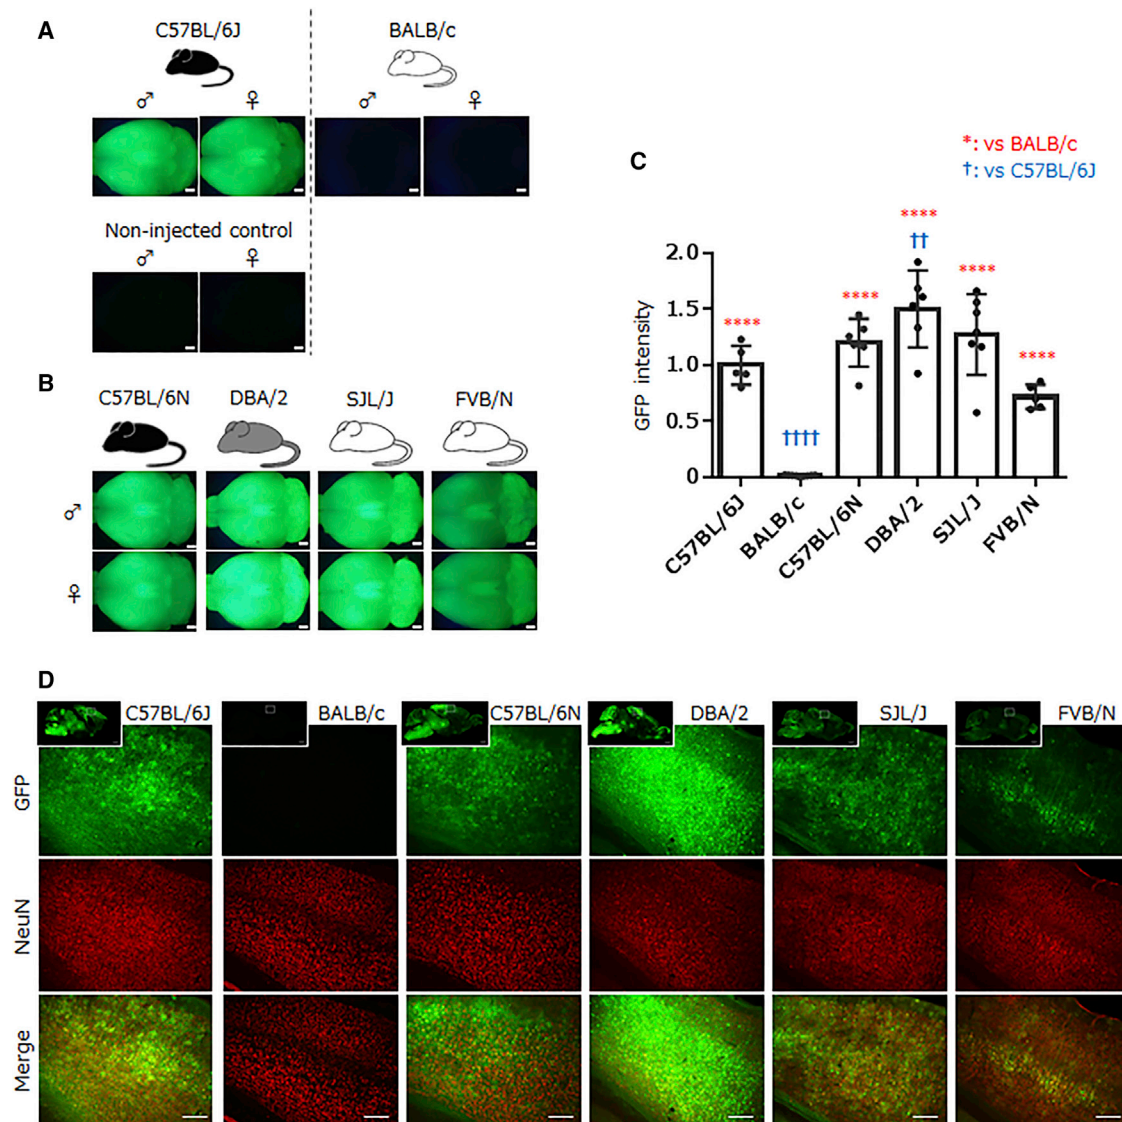 A
C57BL/6J
BALB/c
♂ ♀ ♂ ♀
Non-injected control
♂ ♀
B
C57BL/6N DBA/2 SJL/J FVB/N
♂
♀
C
*: vs BALB/c
†: vs C57BL/6J
GFP intensity
2.0
1.5
1.0
0.5
0
****
††††
****
****
††
****
****
C57BL/6J
BALB/c
C57BL/6N
DBA/2
SJL/J
FVB/N
D
C57BL/6J BALB/c C57BL/6N DBA/2 SJL/J FVB/N
GFP
NeuN
Merge